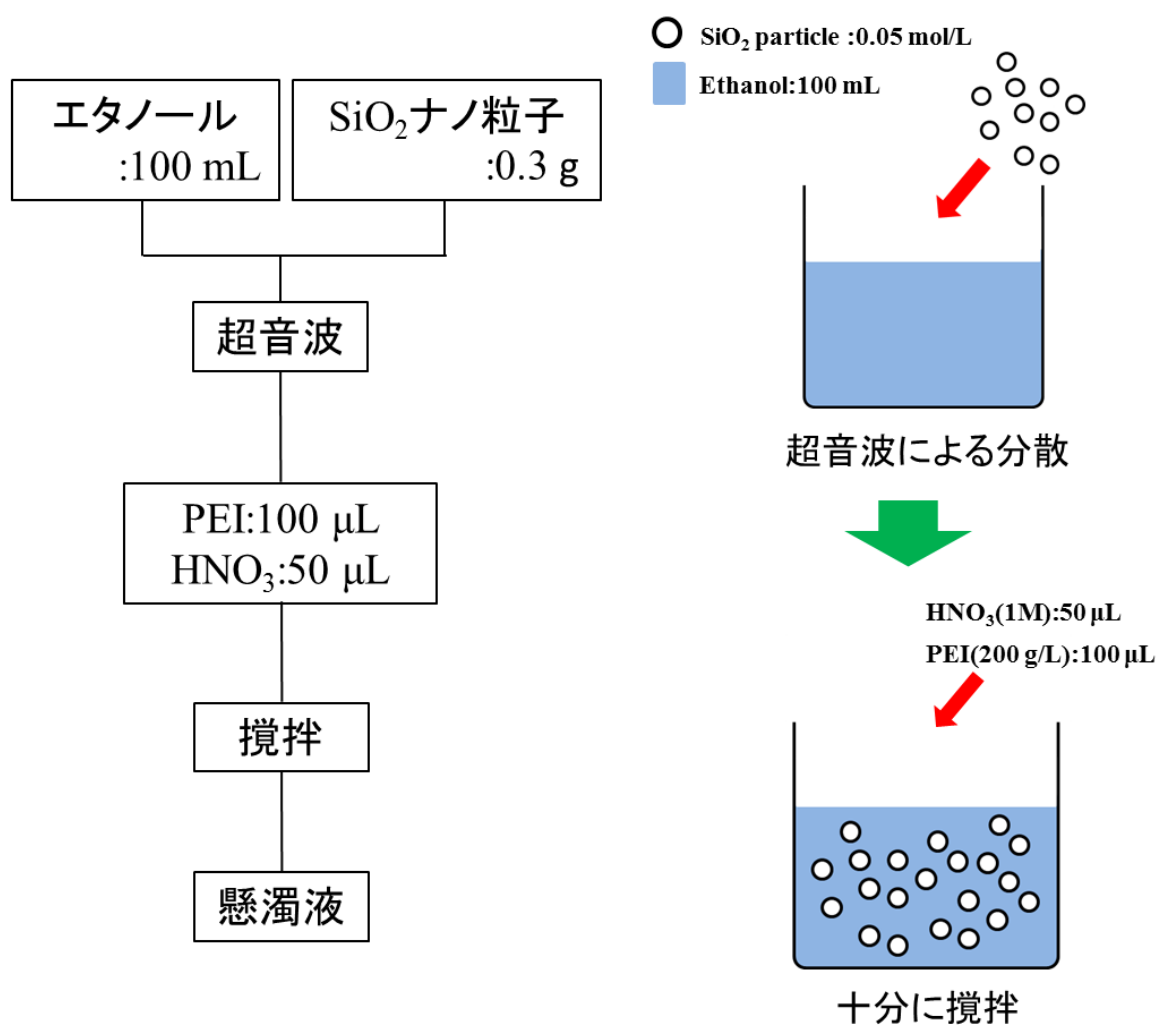 エタノール
:100 mL
SiO₂ナノ粒子
:0.3 g
超音波
PEI:100 μL
HNO₃:50 μL
攪拌
懸濁液
SiO₂ particle :0.05 mol/L
Ethanol:100 mL
超音波による分散
HNO₃(1M):50 μL
PEI(200 g/L):100 μL
十分に攪拌